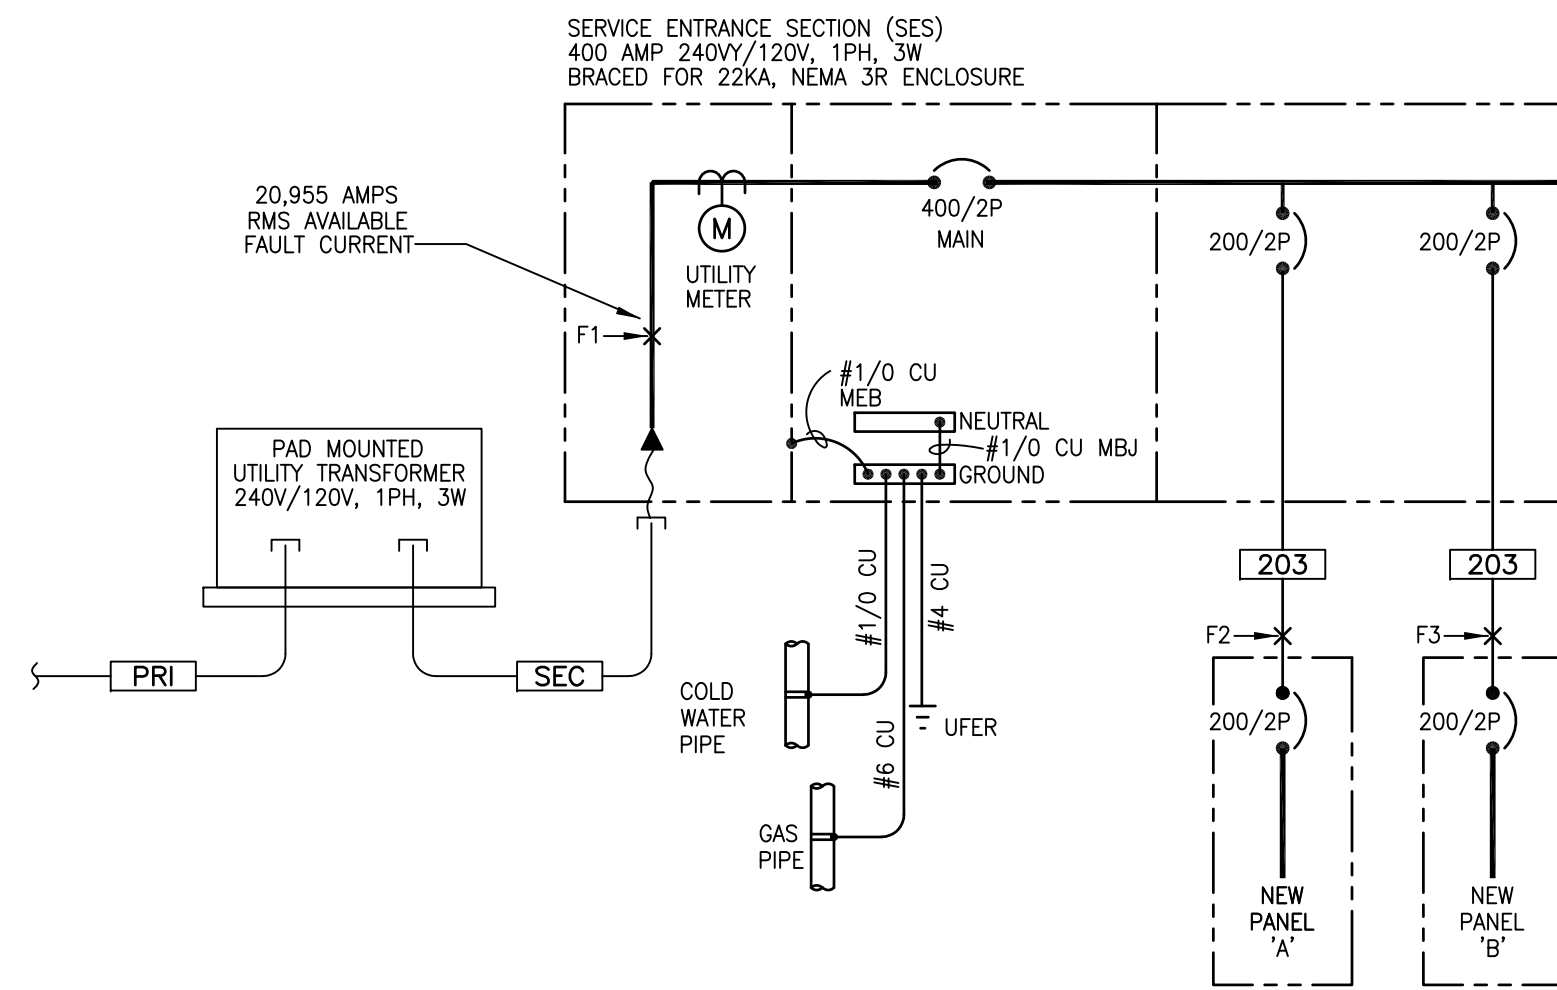 SERVICE ENTRANCE SECTION (SES)
400 AMP 240VY/120V, 1PH, 3W
BRACED FOR 22KA, NEMA 3R ENCLOSURE
20,955 AMPS
RMS AVAILABLE
FAULT CURRENT
F1
M
UTILITY
METER
400/2P
MAIN
200/2P
200/2P
#1/0 CU
MEB
NEUTRAL
#1/0 CU MBJ
GROUND
PAD MOUNTED
UTILITY TRANSFORMER
240V/120V, 1PH, 3W
PRI
SEC
#1/0 CU
#4 CU
#6 CU
COLD
WATER
PIPE
UFER
GAS
PIPE
203
203
F2
F3
200/2P
200/2P
NEW
PANEL
'A'
NEW
PANEL
'B'